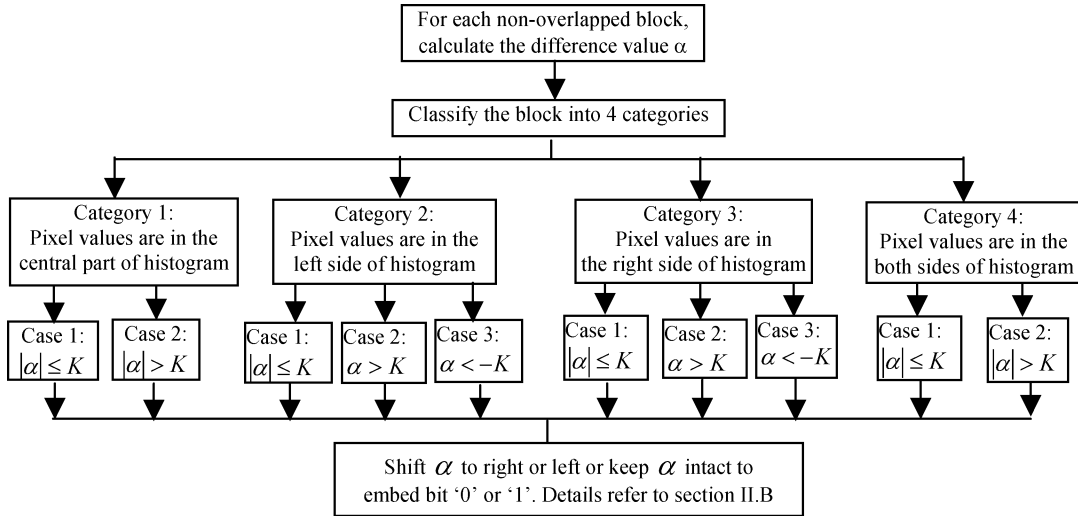 For each non-overlapped block,
calculate the difference value α
Classify the block into 4 categories
Category 1:
Pixel values are in the
central part of histogram
Category 2:
Pixel values are in the
left side of histogram
Category 3:
Pixel values are in
the right side of histogram
Category 4:
Pixel values are in the
both sides of histogram
Case 1:
|α| ≤ K
Case 2:
|α| > K
Case 1:
|α| ≤ K
Case 2:
α > K
Case 3:
α < −K
Case 1:
|α| ≤ K
Case 2:
α > K
Case 3:
α < −K
Case 1:
|α| ≤ K
Case 2:
|α| > K
Shift α to right or left or keep α intact to
embed bit ‘0’ or ‘1’. Details refer to section II.B